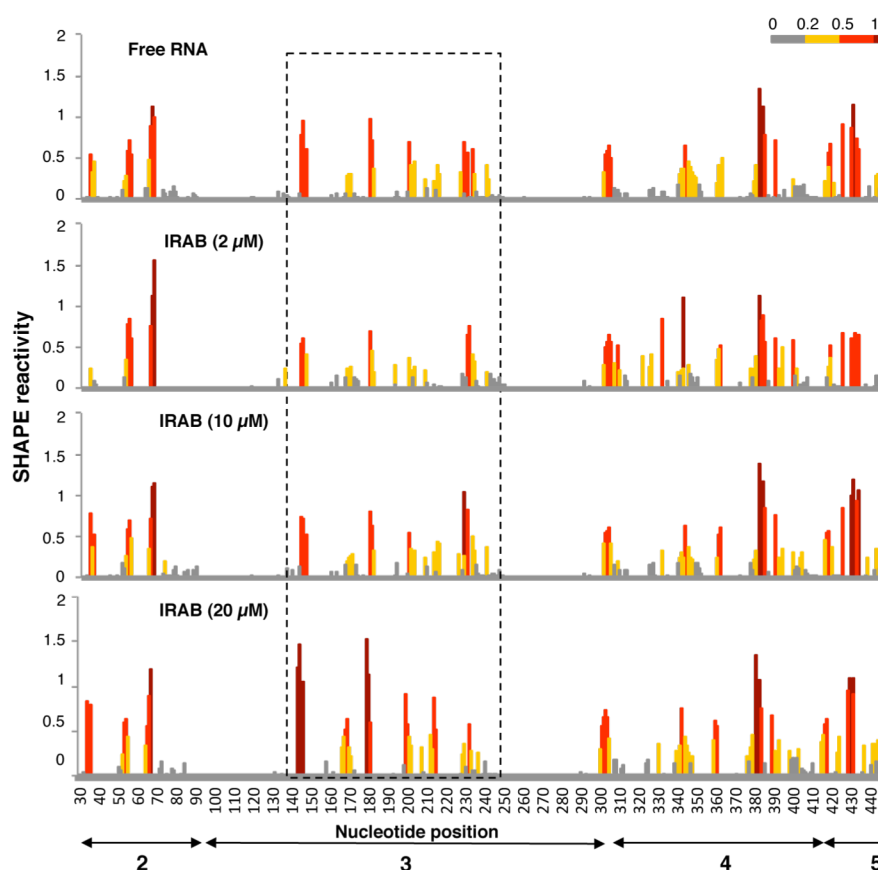 0 0.2 0.5 1
2
Free RNA
1.5
1
0.5
0
2
IRAB (2 µM)
1.5
1
0.5
0
2
IRAB (10 µM)
1.5
1
0.5
0
2
IRAB (20 µM)
1.5
1
0.5
0
SHAPE reactivity
30 40 50 60 70 80 90 100 110 120 130 140 150 160 170 180 190 200 210 220 230 240 250 260 270 280 290 300 310 320 330 340 350 360 370 380 390 400 410 420 430 440
Nucleotide position
2 3 4 5